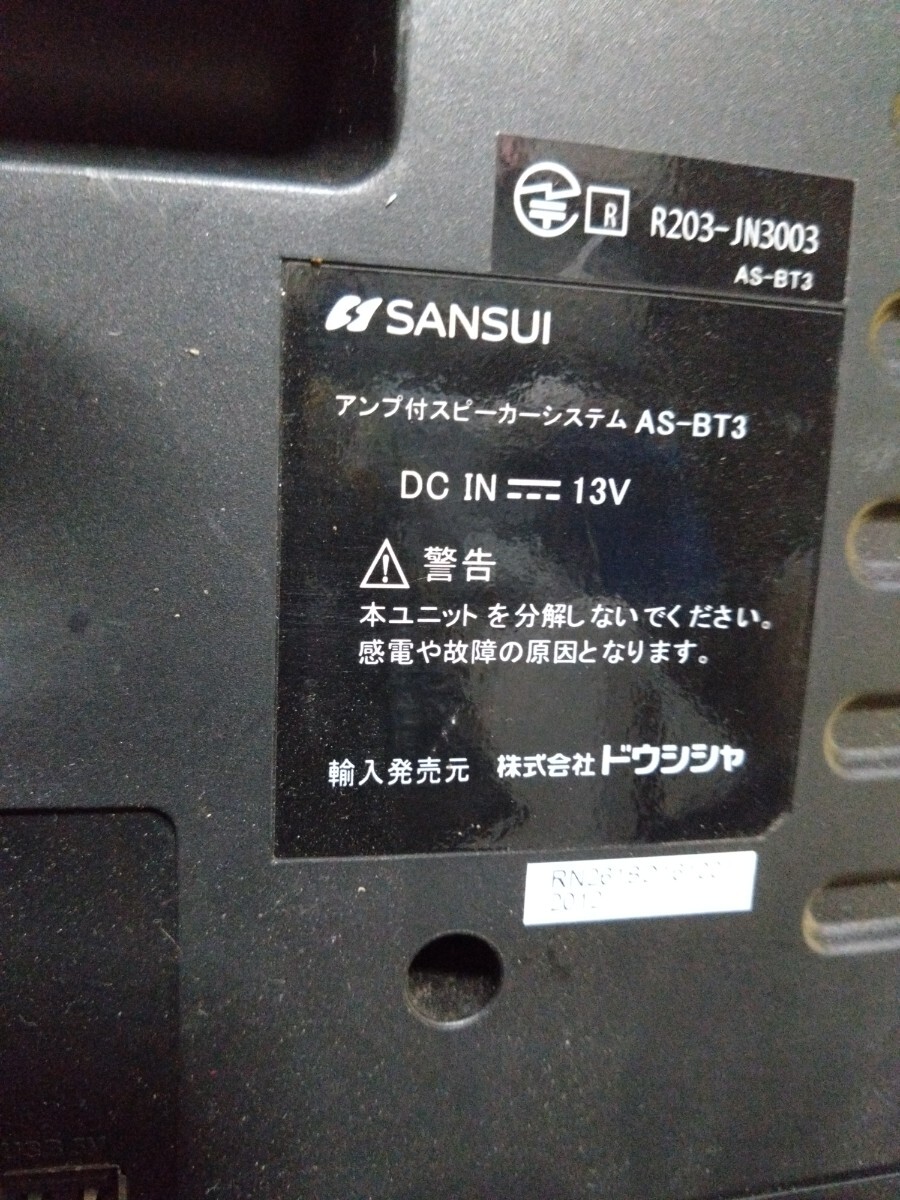 R R203-JN3003
AS-BT3
SANSUI
アンプ付スピーカーシステム AS-BT3
DC IN 13V
警告
本ユニットを分解しないでください。
感電や故障の原因となります。
輸入発売元 株式会社ドウシシャ
2012